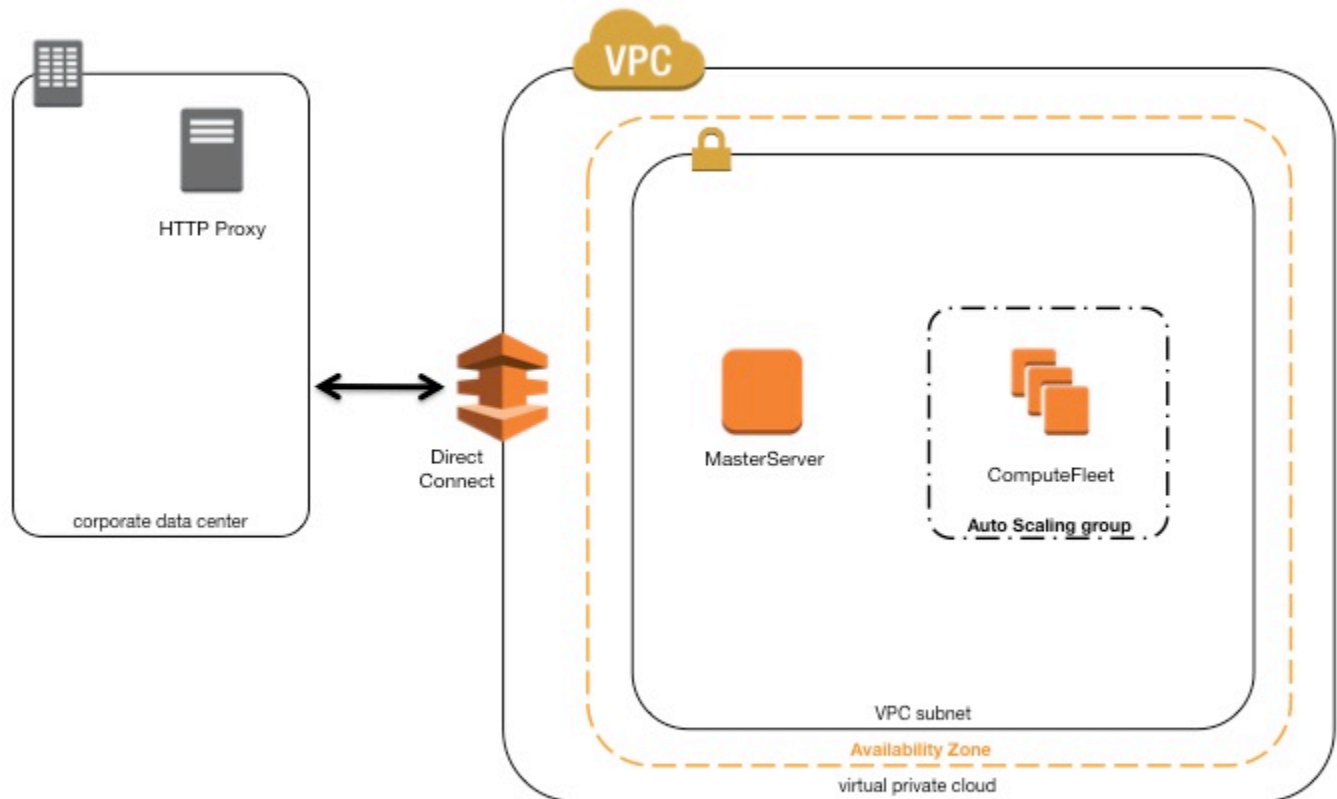 VPC
HTTP Proxy
Direct
Connect
MasterServer
ComputeFleet
Auto Scaling group
corporate data center
VPC subnet
Availability Zone
virtual private cloud